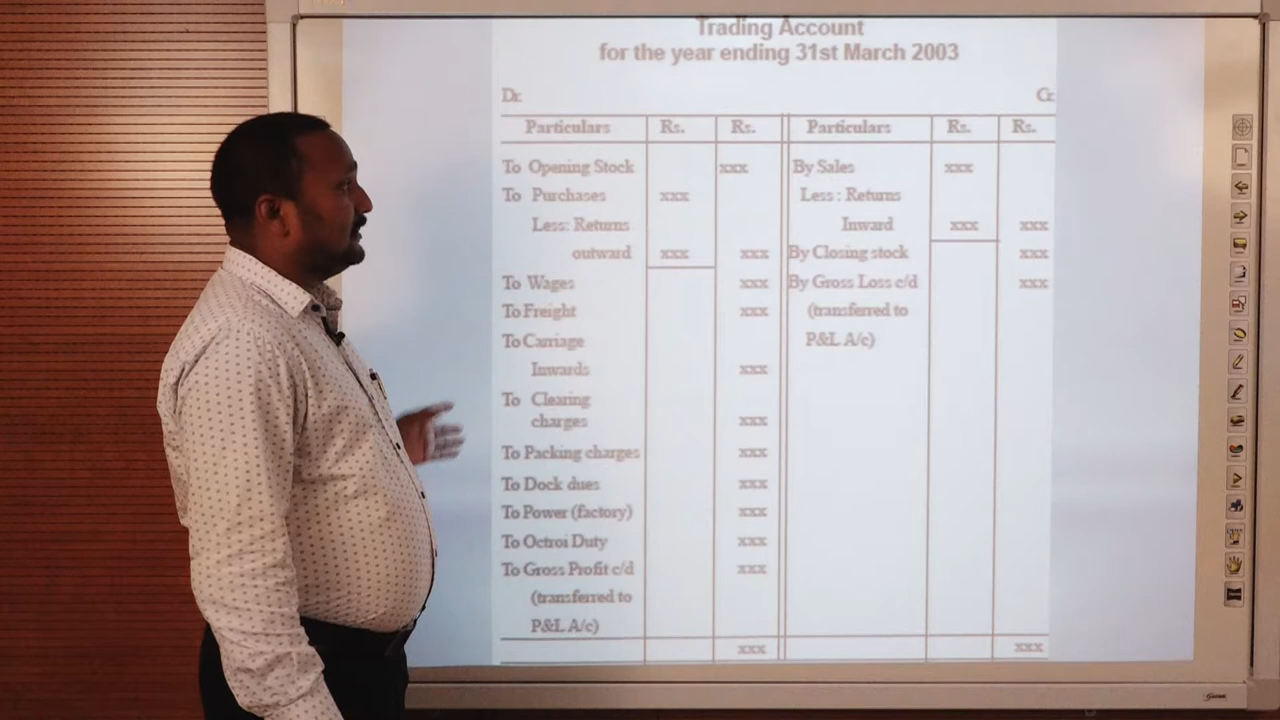 Trading Account
for the year ending 31st March 2003
Dr. Cr.
Particulars Rs. Rs. Particulars Rs. Rs.
To Opening Stock xxx By Sales xxx
To Purchases xxx Less : Returns
Less: Returns Inward xxx xxx
outward xxx xxx By Closing stock xxx
To Wages xxx By Gross Loss c/d xxx
To Freight xxx (transferred to
To Carriage P&L A/c)
Inwards xxx
To Clearing
charges xxx
To Packing charges xxx
To Dock dues xxx
To Power (factory) xxx
To Octroi Duty xxx
To Gross Profit c/d xxx
(transferred to
P&L A/c)
xxx xxx